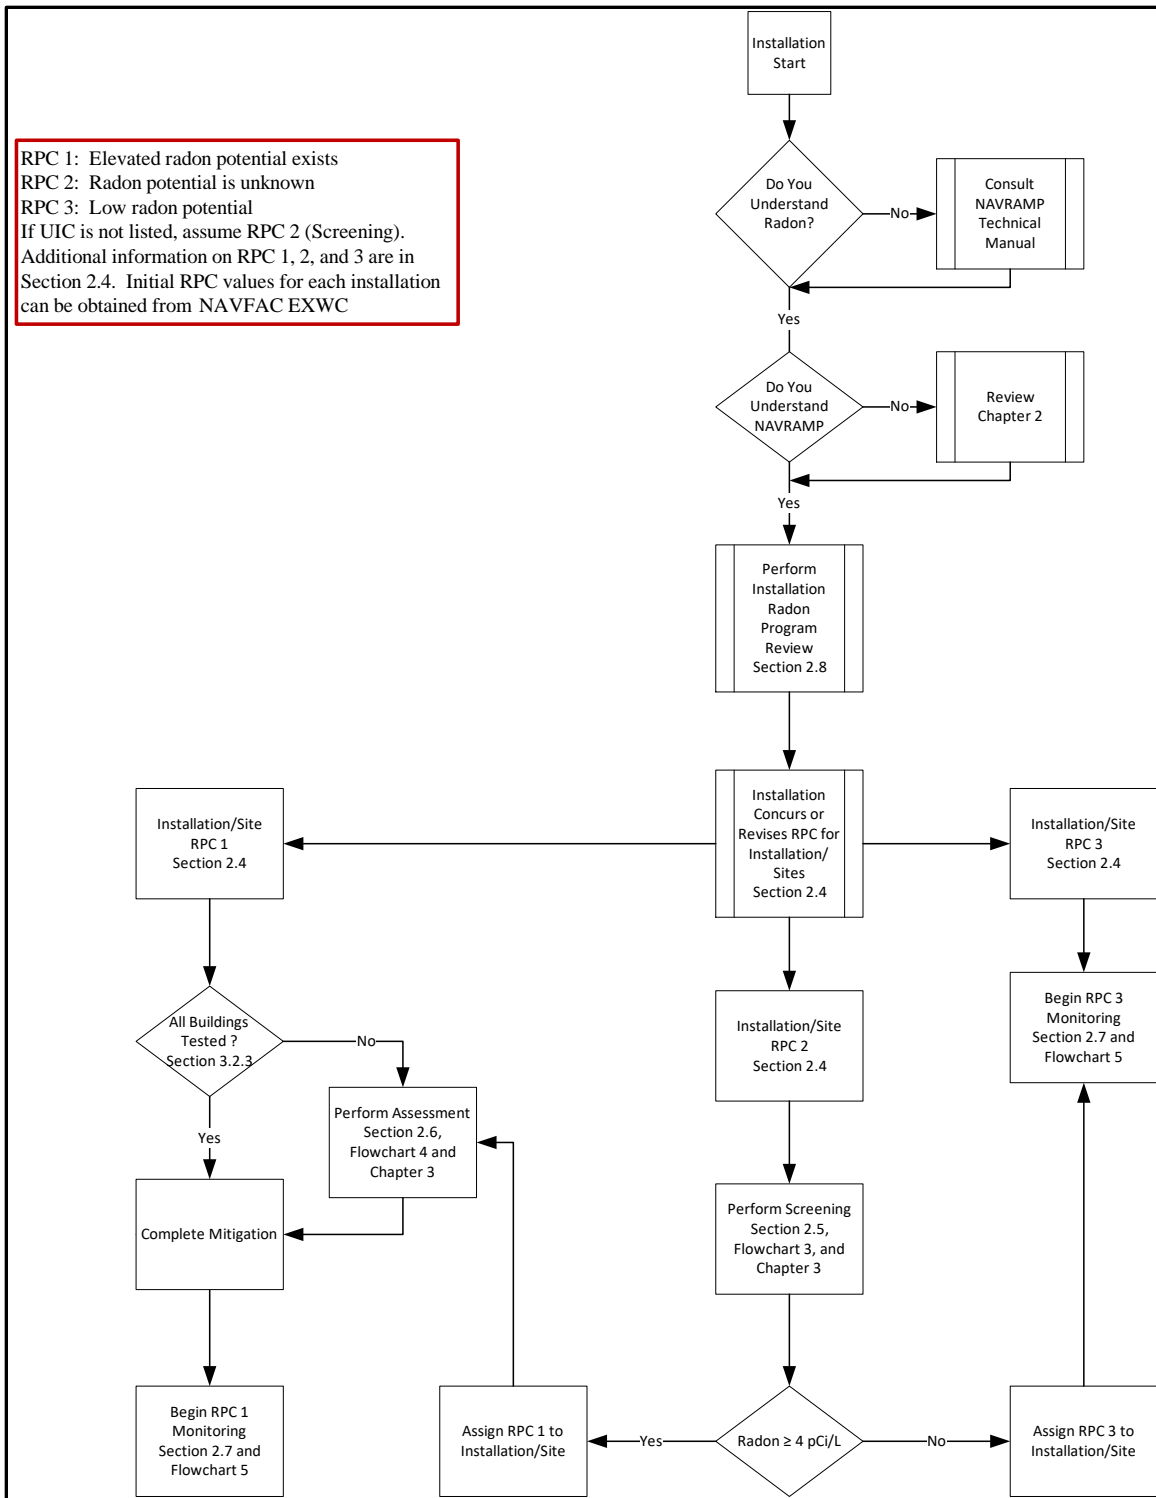 Installation
Start
RPC 1:  Elevated radon potential exists
RPC 2:  Radon potential is unknown
RPC 3:  Low radon potential
If UIC is not listed, assume RPC 2 (Screening).
Additional information on RPC 1, 2, and 3 are in
Section 2.4.  Initial RPC values for each installation
can be obtained from NAVFAC EXWC
Do You
Understand
Radon?
No
Consult
NAVRAMP
Technical
Manual
Yes
Do You
Understand
NAVRAMP
No
Review
Chapter 2
Yes
Perform
Installation
Radon
Program
Review
Section 2.8
Installation/Site
RPC 1
Section 2.4
Installation
Concurs or
Revises RPC for
Installation/
Sites
Section 2.4
Installation/Site
RPC 3
Section 2.4
All Buildings
Tested ?
Section 3.2.3
No
Installation/Site
RPC 2
Section 2.4
Begin RPC 3
Monitoring
Section 2.7 and
Flowchart 5
Yes
Perform Assessment
Section 2.6,
Flowchart 4 and
Chapter 3
Complete Mitigation
Perform Screening
Section 2.5,
Flowchart 3, and
Chapter 3
Begin RPC 1
Monitoring
Section 2.7 and
Flowchart 5
Assign RPC 1 to
Installation/Site
Yes
Radon ≥ 4 pCi/L
No
Assign RPC 3 to
Installation/Site